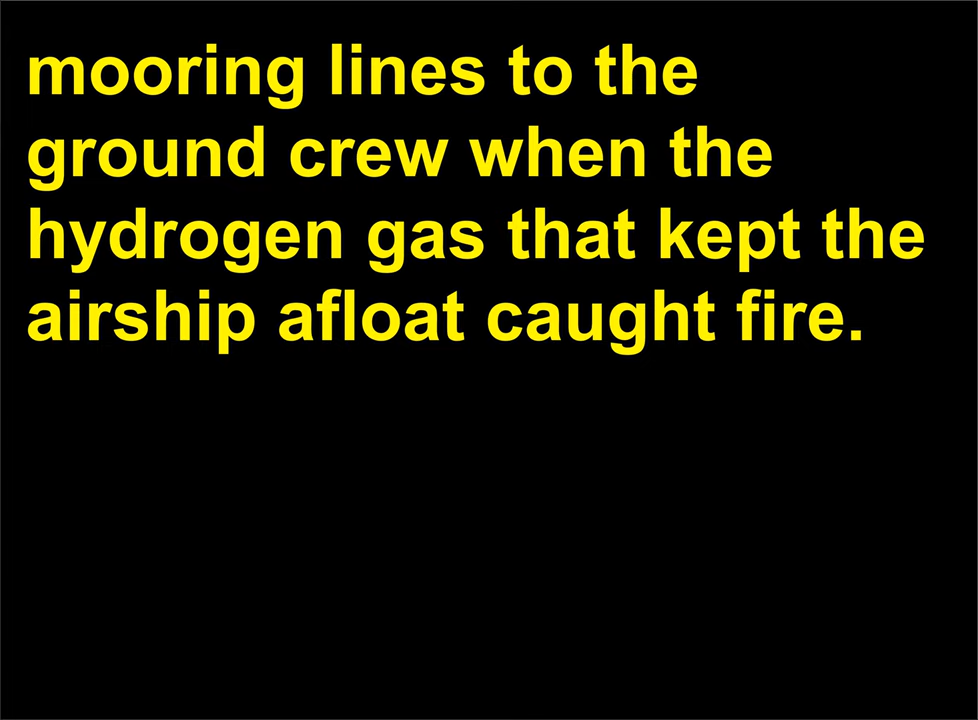 mooring lines to the
ground crew when the
hydrogen gas that kept the
airship afloat caught fire.